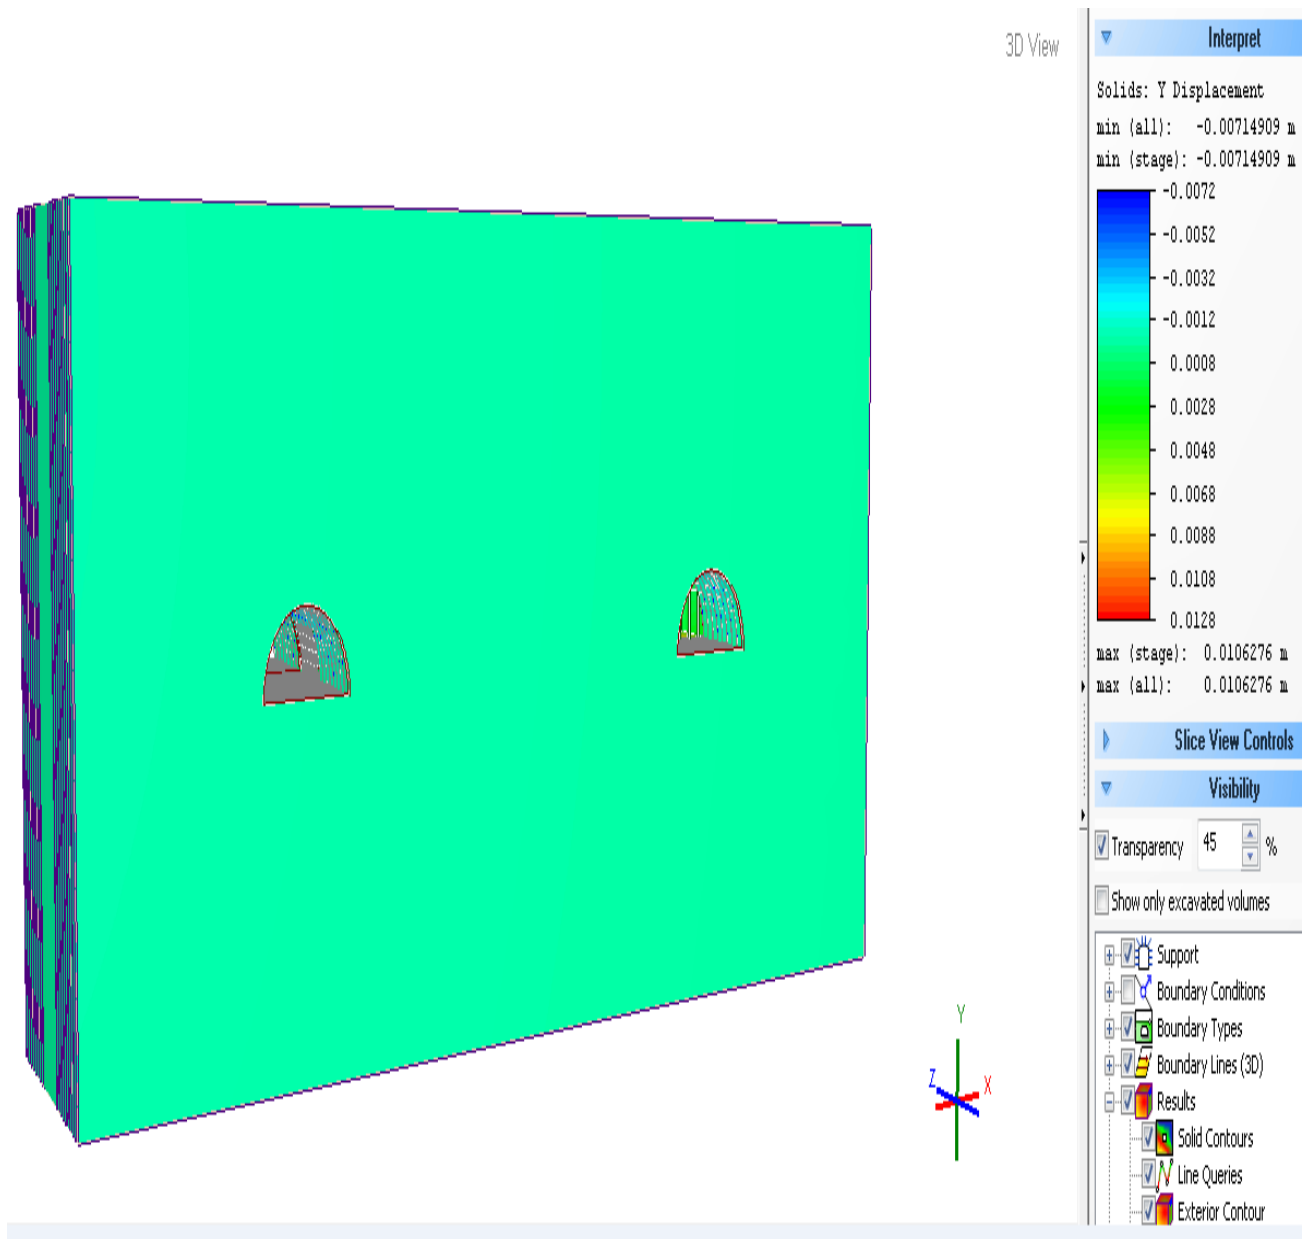 3D View
Interpret
Solids: Y Displacement
min (all): -0.00714909 m
min (stage): -0.00714909 m
-0.0072
-0.0052
-0.0032
-0.0012
0.0008
0.0028
0.0048
0.0068
0.0088
0.0108
0.0128
max (stage): 0.0106276 m
max (all): 0.0106276 m
Slice View Controls
Visibility
Transparency 45 %
Show only excavated volumes
Support
Boundary Conditions
Boundary Types
Boundary Lines (3D)
Results
Solid Contours
Line Queries
Exterior Contour
Y
Z
X